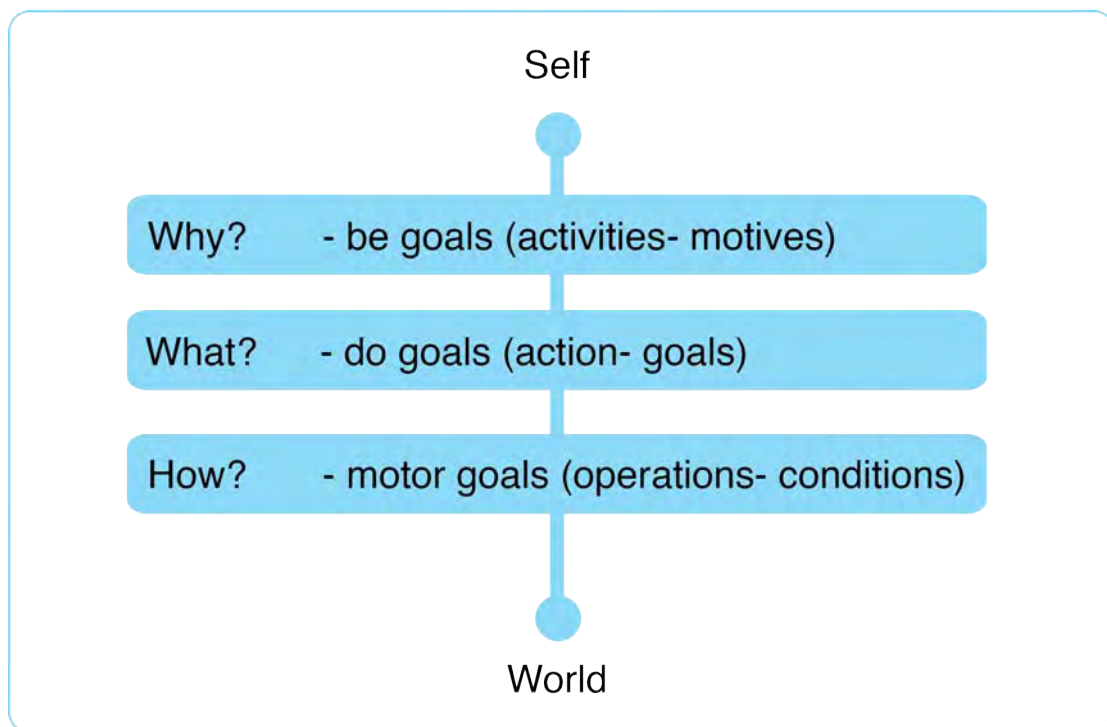 Self
Why? - be goals (activities- motives)
What? - do goals (action- goals)
How? - motor goals (operations- conditions)
World